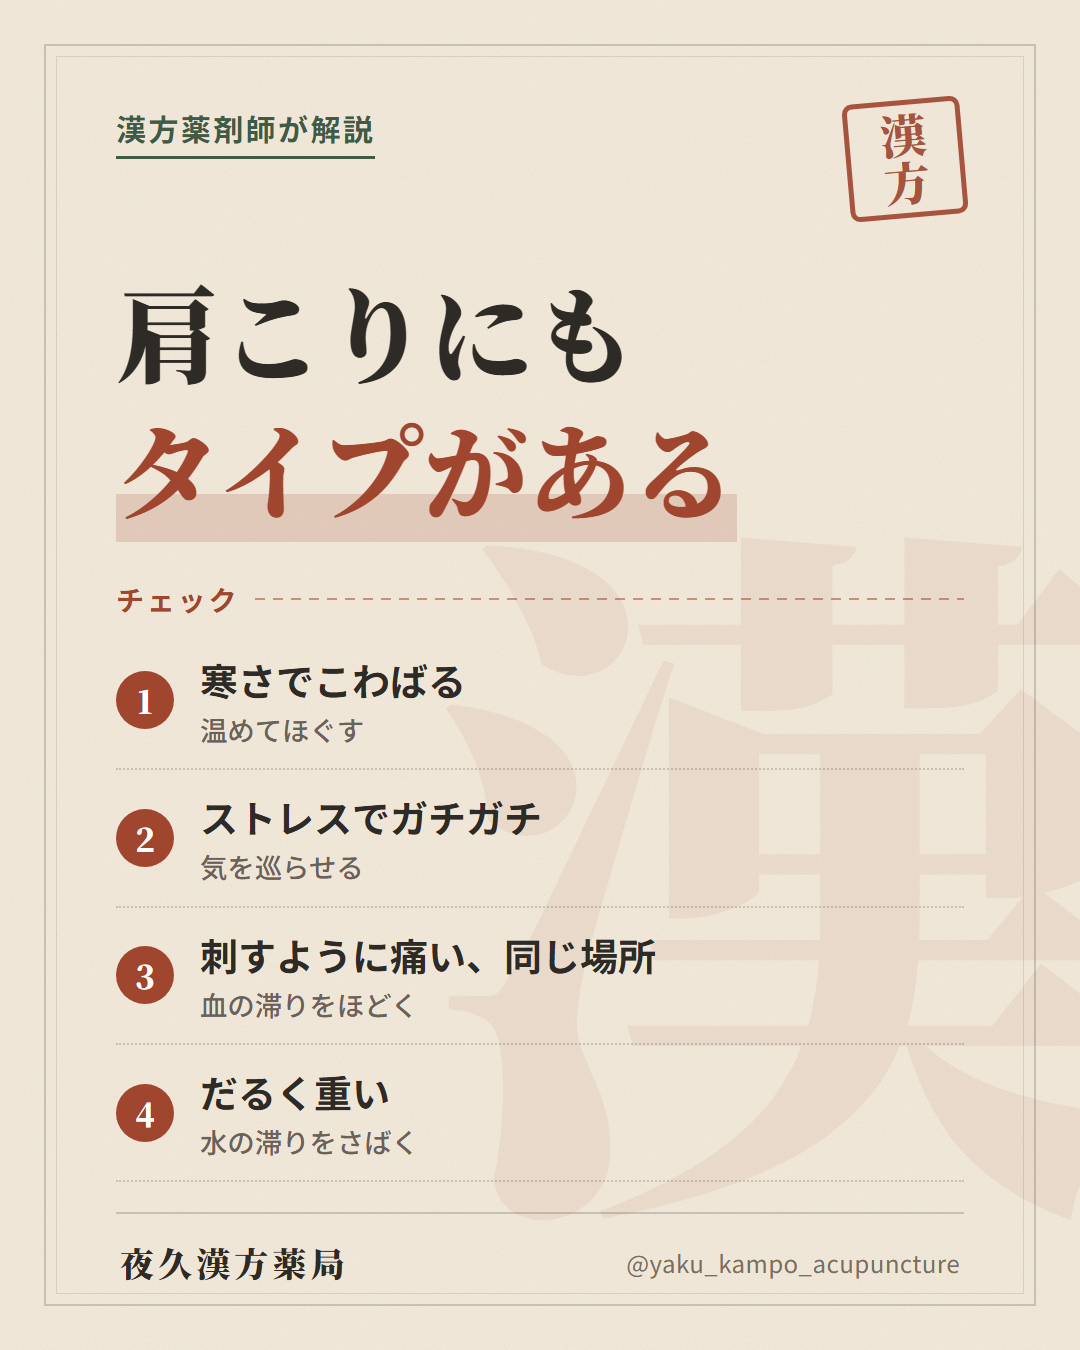 漢方薬剤師が解説
漢
方
肩こりにも
タイプがある
チェック
1
寒さでこわばる
温めてほぐす
2
ストレスでガチガチ
気を巡らせる
3
刺すように痛い、同じ場所
血の滞りをほどく
4
だるく重い
水の滞りをさばく
漢
夜久漢方薬局
@yaku_kampo_acupuncture